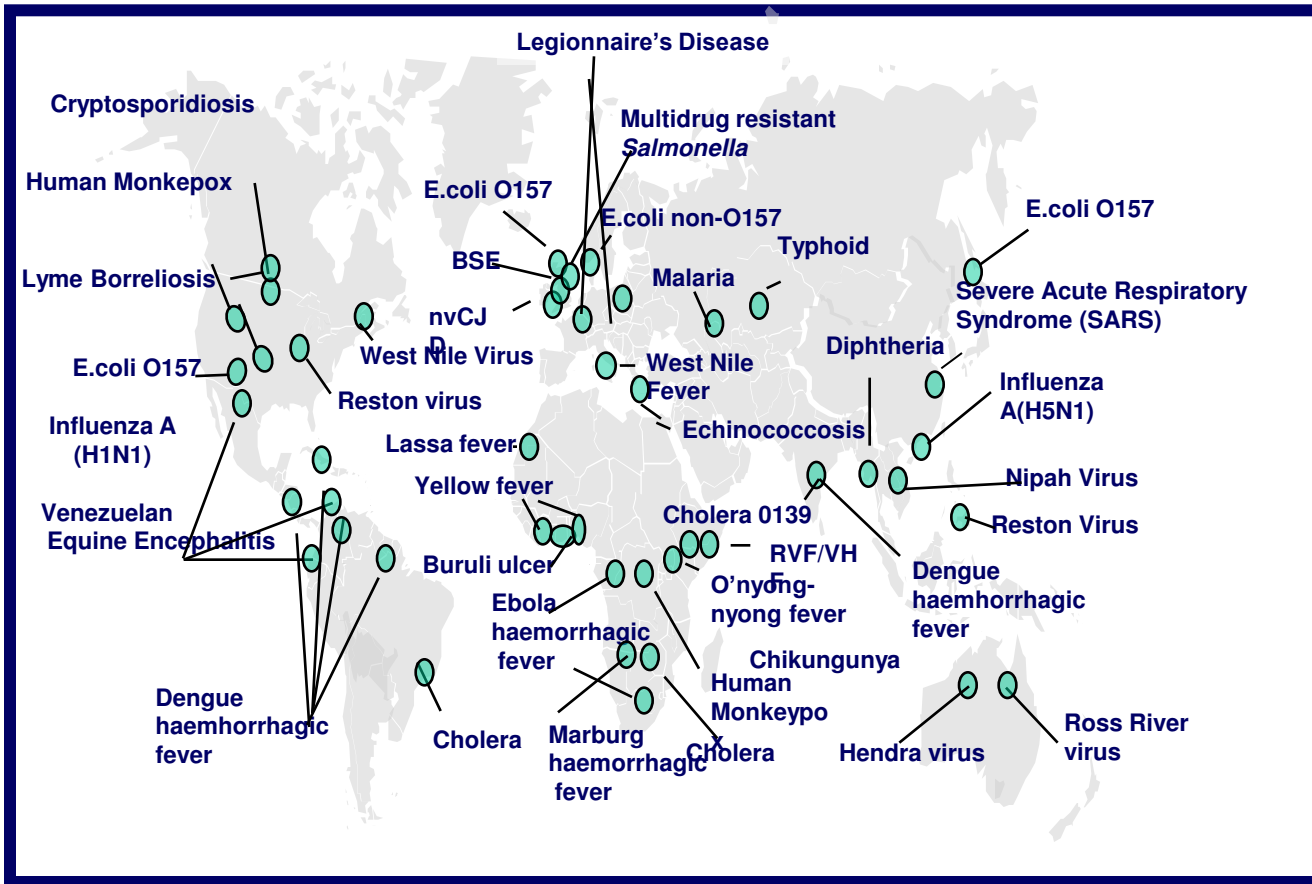 Legionnaire's Disease
Cryptosporidiosis
Multidrug resistant
Salmonella
Human Monkepox
E.coli O157
E.coli non-O157
E.coli O157
Typhoid
BSE
Lyme Borreliosis
Malaria
Severe Acute Respiratory
Syndrome (SARS)
nvCJ
D
West Nile Virus
Diphtheria
E.coli O157
West Nile
Fever
Influenza
A(H5N1)
Reston virus
Influenza A
(H1N1)
Echinococcosis
Lassa fever
Nipah Virus
Yellow fever
Venezuelan
Equine Encephalitis
Cholera 0139
Reston Virus
RVF/VH
F
Buruli ulcer
O'nyong-
nyong fever
Dengue
haemhorrhagic
fever
Ebola
haemorrhagic
fever
Chikungunya
Human
Monkeypo
x
Dengue
haemhorrhagic
fever
Cholera
Marburg
haemorrhagic
fever
Cholera
Hendra virus
Ross River
virus